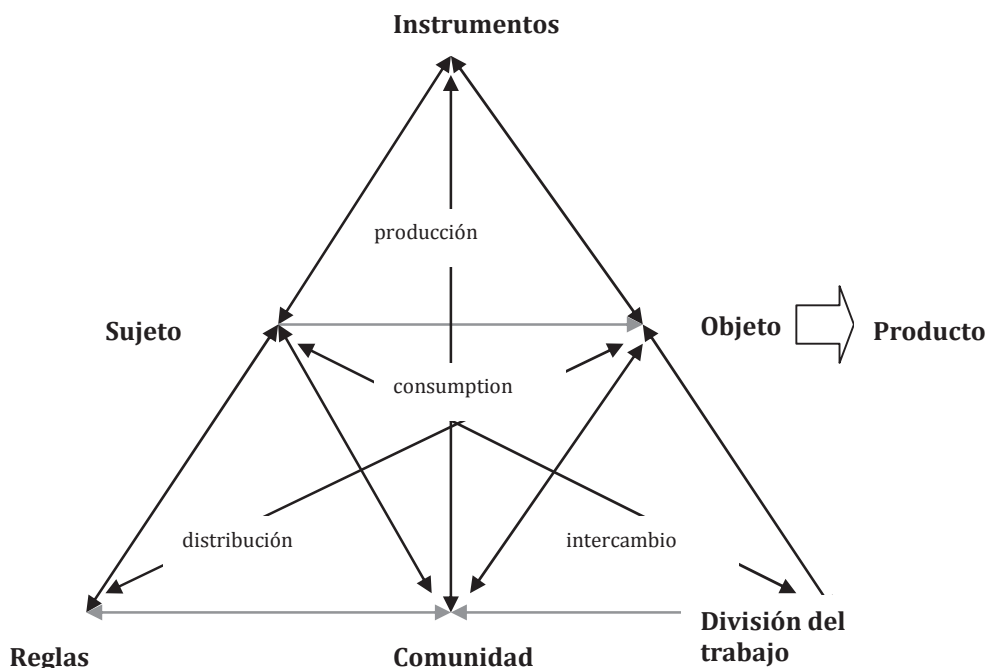 Instrumentos
producción
Sujeto
Objeto
Producto
consumption
distribución
intercambio
Reglas
Comunidad
División del
trabajo